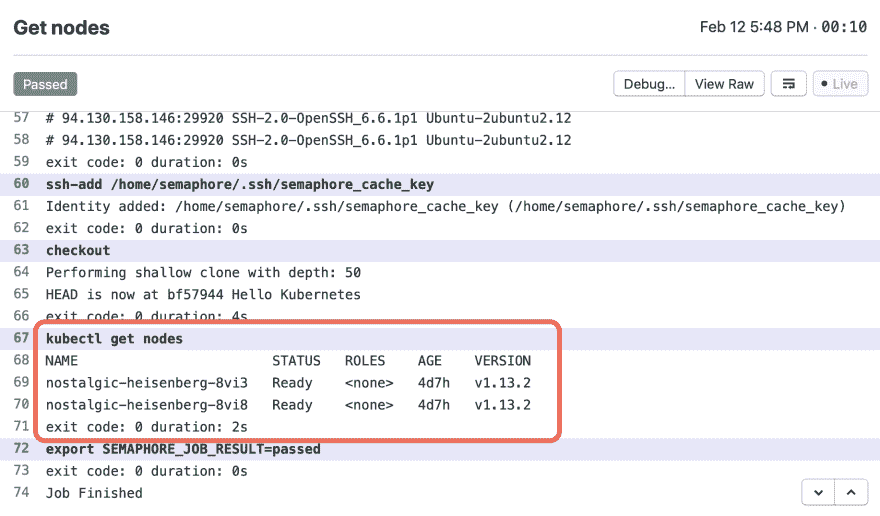 Get nodes
Feb 12 5:48 PM · 00:10
Passed
Debug... View Raw Live
57 # 94.130.158.146:29920 SSH-2.0-OpenSSH_6.6.1p1 Ubuntu-2ubuntu2.12
58 # 94.130.158.146:29920 SSH-2.0-OpenSSH_6.6.1p1 Ubuntu-2ubuntu2.12
59 exit code: 0 duration: 0s
60 ssh-add /home/semaphore/.ssh/semaphore_cache_key
61 Identity added: /home/semaphore/.ssh/semaphore_cache_key (/home/semaphore/.ssh/semaphore_cache_key)
62 exit code: 0 duration: 0s
63 checkout
64 Performing shallow clone with depth: 50
65 HEAD is now at bf57944 Hello Kubernetes
66 exit code: 0 duration: 4s
67 kubectl get nodes
68 NAME STATUS ROLES AGE VERSION
69 nostalgic-heisenberg-8vi3 Ready <none> 4d7h v1.13.2
70 nostalgic-heisenberg-8vi8 Ready <none> 4d7h v1.13.2
71 exit code: 0 duration: 2s
72 export SEMAPHORE_JOB_RESULT=passed
73 exit code: 0 duration: 0s
74 Job Finished